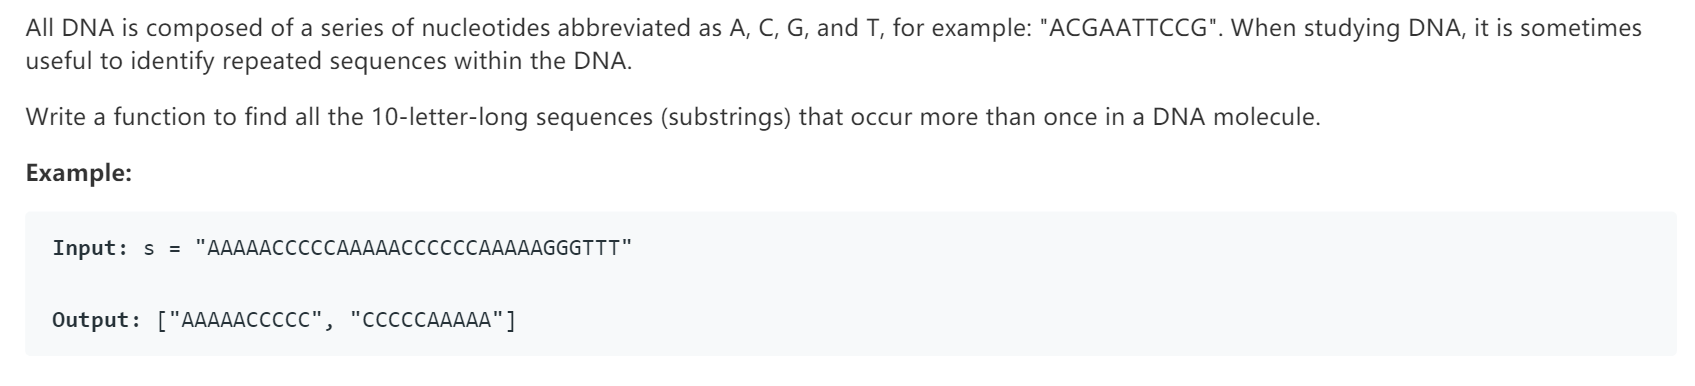 All DNA is composed of a series of nucleotides abbreviated as A, C, G, and T, for example: "ACGAATTCCG". When studying DNA, it is sometimes
useful to identify repeated sequences within the DNA.
Write a function to find all the 10-letter-long sequences (substrings) that occur more than once in a DNA molecule.
Example:
Input: s = "AAAAACCCCCAAAAACCCCCCAAAAAGGGTTT"
Output: ["AAAAACCCCC", "CCCCCAAAAA"]